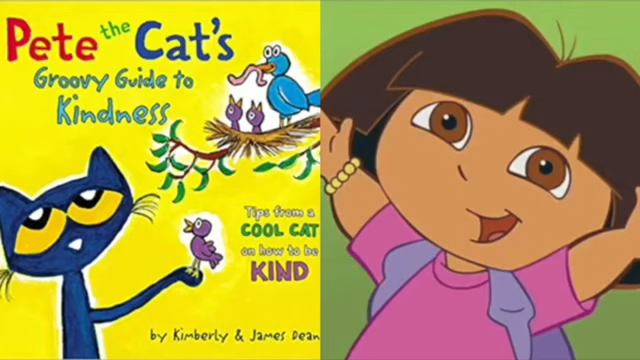 Pete the Cat's
Groovy Guide to
Kindness
Tips from a
COOL CAT
on how to be
KIND
by Kimberly & James Dean